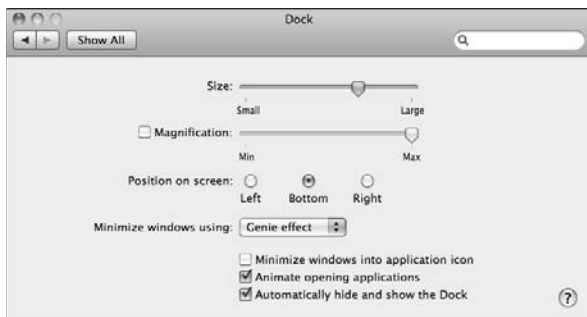 Dock
Show All
Size:
Small Large
Magnification:
Min Max
Position on screen:
Left Bottom Right
Minimize windows using: Genie effect
Minimize windows into application icon
Animate opening applications
Automatically hide and show the Dock
?